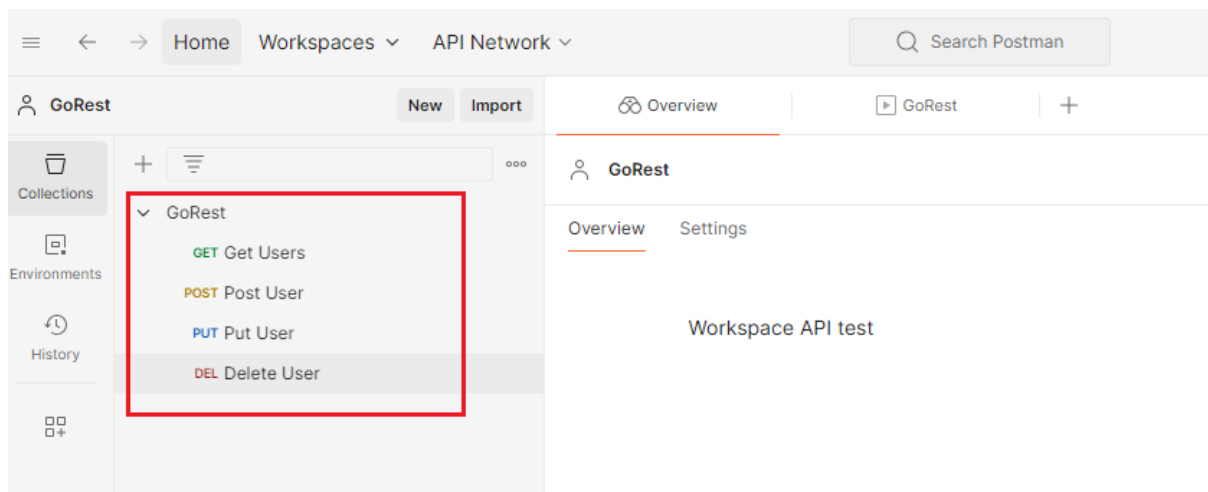 Home Workspaces API Network Search Postman
GoRest New Import Overview GoRest
Collections
GoRest
GoRest
Overview Settings
GET Get Users
Environments
POST Post User
PUT Put User
Workspace API test
History
DEL Delete User